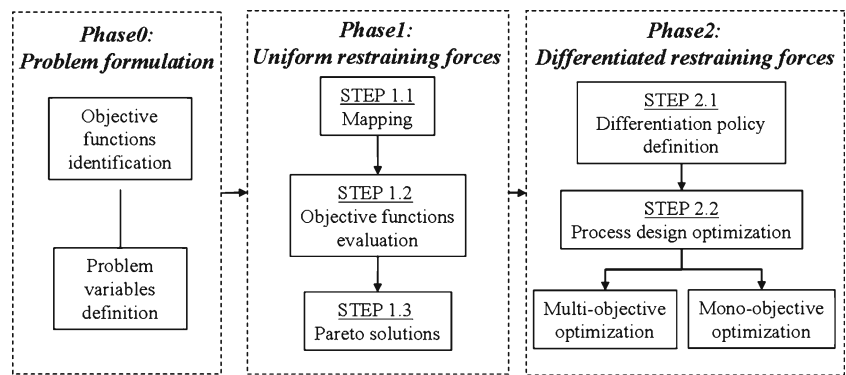 Phase0:
Problem formulation
Objective
functions
identification
Problem
variables
definition
Phase1:
Uniform restraining forces
STEP 1.1
Mapping
STEP 1.2
Objective functions
evaluation
STEP 1.3
Pareto solutions
Phase2:
Differentiated restraining forces
STEP 2.1
Differentiation policy
definition
STEP 2.2
Process design optimization
Multi-objective
optimization
Mono-objective
optimization